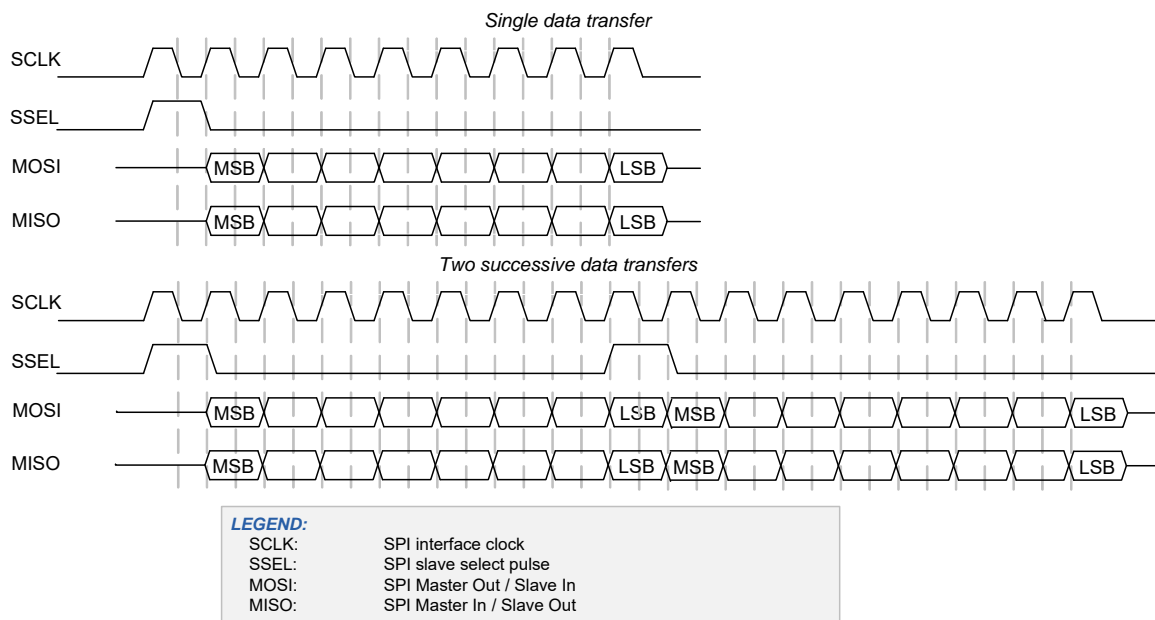 Single data transfer
SCLK
SSEL
MOSI MSB LSB
MISO MSB LSB
Two successive data transfers
SCLK
SSEL
MOSI MSB LSB MSB LSB
MISO MSB LSB MSB LSB
LEGEND:
SCLK: SPI interface clock
SSEL: SPI slave select pulse
MOSI: SPI Master Out / Slave In
MISO: SPI Master In / Slave Out